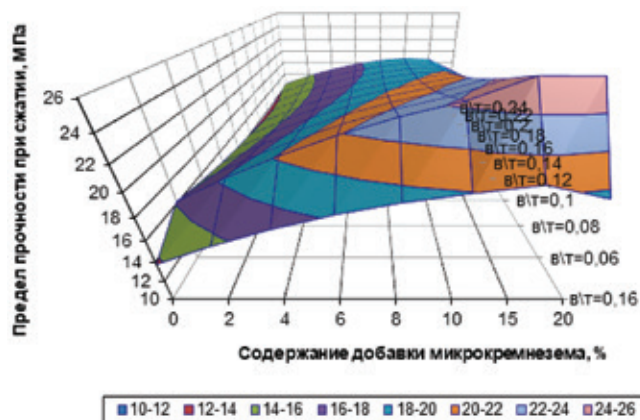 Предел прочности при сжатии, МПа
26
24
22
20
18
16
14
12
10
0
2
4
6
8
10
15
20
в\т=0,24
в\т=0,18
в\т=0,16
в\т=0,14
в\т=0,12
в\т=0,1
в\т=0,08
в\т=0,06
в\т=0,16
Содержание добавки микрокремнезема, %
10-12 12-14 14-16 16-18 18-20 20-22 22-24 24-26